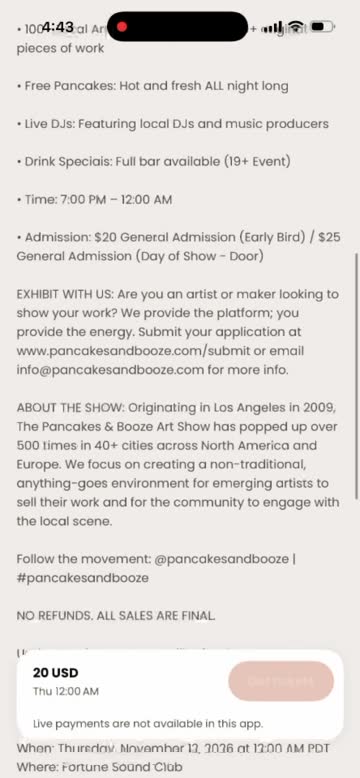 4:43
• 100
pieces of work
• Free Pancakes: Hot and fresh ALL night long
• Live DJs: Featuring local DJs and music producers
• Drink Specials: Full bar available (19+ Event)
• Time: 7:00 PM – 12:00 AM
• Admission: $20 General Admission (Early Bird) / $25
General Admission (Day of Show - Door)
EXHIBIT WITH US: Are you an artist or maker looking to
show your work? We provide the platform; you
provide the energy. Submit your application at
www.pancakesandbooze.com/submit or email
info@pancakesandbooze.com for more info.
ABOUT THE SHOW: Originating in Los Angeles in 2009,
The Pancakes & Booze Art Show has popped up over
500 times in 40+ cities across North America and
Europe. We focus on creating a non-traditional,
anything-goes environment for emerging artists to
sell their work and for the community to engage with
the local scene.
Follow the movement: @pancakesandbooze |
#pancakesandbooze
NO REFUNDS. ALL SALES ARE FINAL.
20 USD
Thu 12:00 AM
Get tickets
Live payments are not available in this app.
When: Thursday, November 12, 2026 at 12:00 AM PDT
Where: Fortune Sound Club